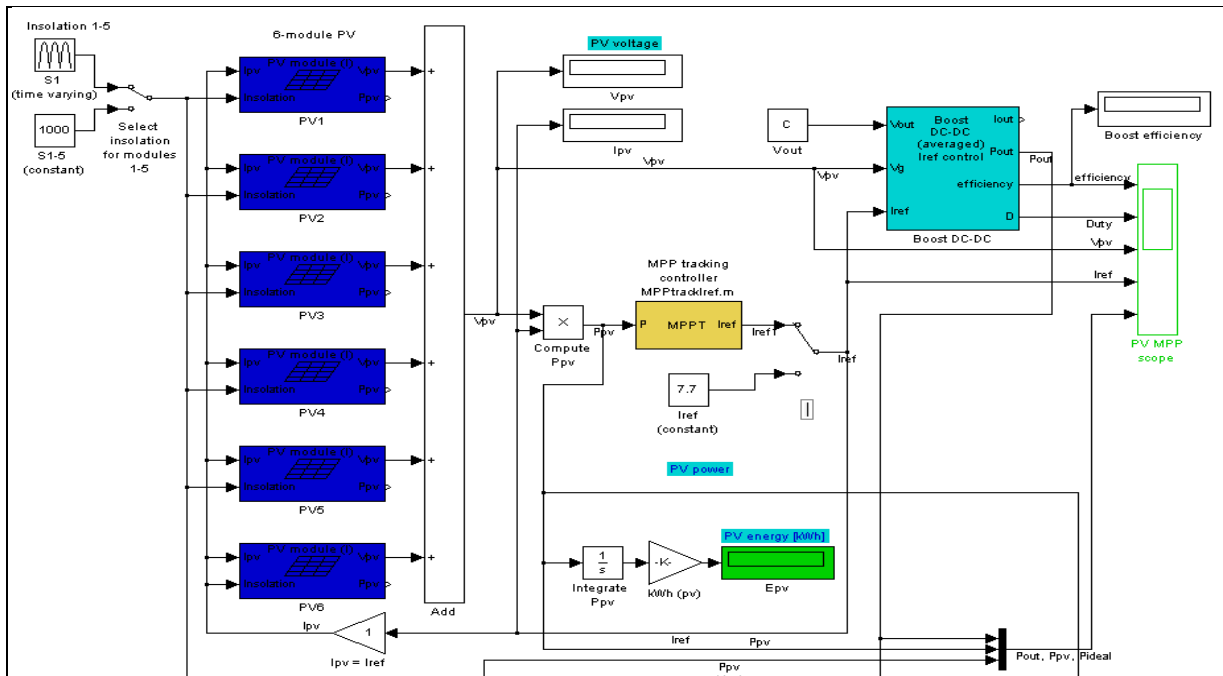 Insolation 1-5
S1
(time varying)
1000
S1-5
(constant)
Select
insolation
for modules
1-5
6-module PV
PV module (I)
Ipv
Vpv
Insolation
Ppv
PV1
PV module (I)
Ipv
Vpv
Insolation
Ppv
PV2
PV module (I)
Ipv
Vpv
Insolation
Ppv
PV3
PV module (I)
Ipv
Vpv
Insolation
Ppv
PV4
PV module (I)
Ipv
Vpv
Insolation
Ppv
PV5
PV module (I)
Ipv
Vpv
Insolation
Ppv
PV6
+
+
+
+
+
+
Add
Ipv
1
Ipv = Iref
PV voltage
Vpv
Ipv
Vpv
Vpv
C
Vout
Vpv
Boost
DC-DC
(averaged)
Iref control
Vout
Vg
Iref
Iout
Pout
efficiency
D
Boost DC-DC
Pout
Boost efficiency
efficiency
Duty
Vpv
Iref
PV MPP
scope
×
Compute
Ppv
Ppv
MPP tracking
controller
MPPtrackIref.m
P
MPPT
Iref
Iref1
Iref
7.7
Iref
(constant)
PV power
PV energy [kWh]
1
s
Integrate
Ppv
-K-
kWh (pv)
Epv
Iref
Ppv
Ppv
Pout, Ppv, Pideal